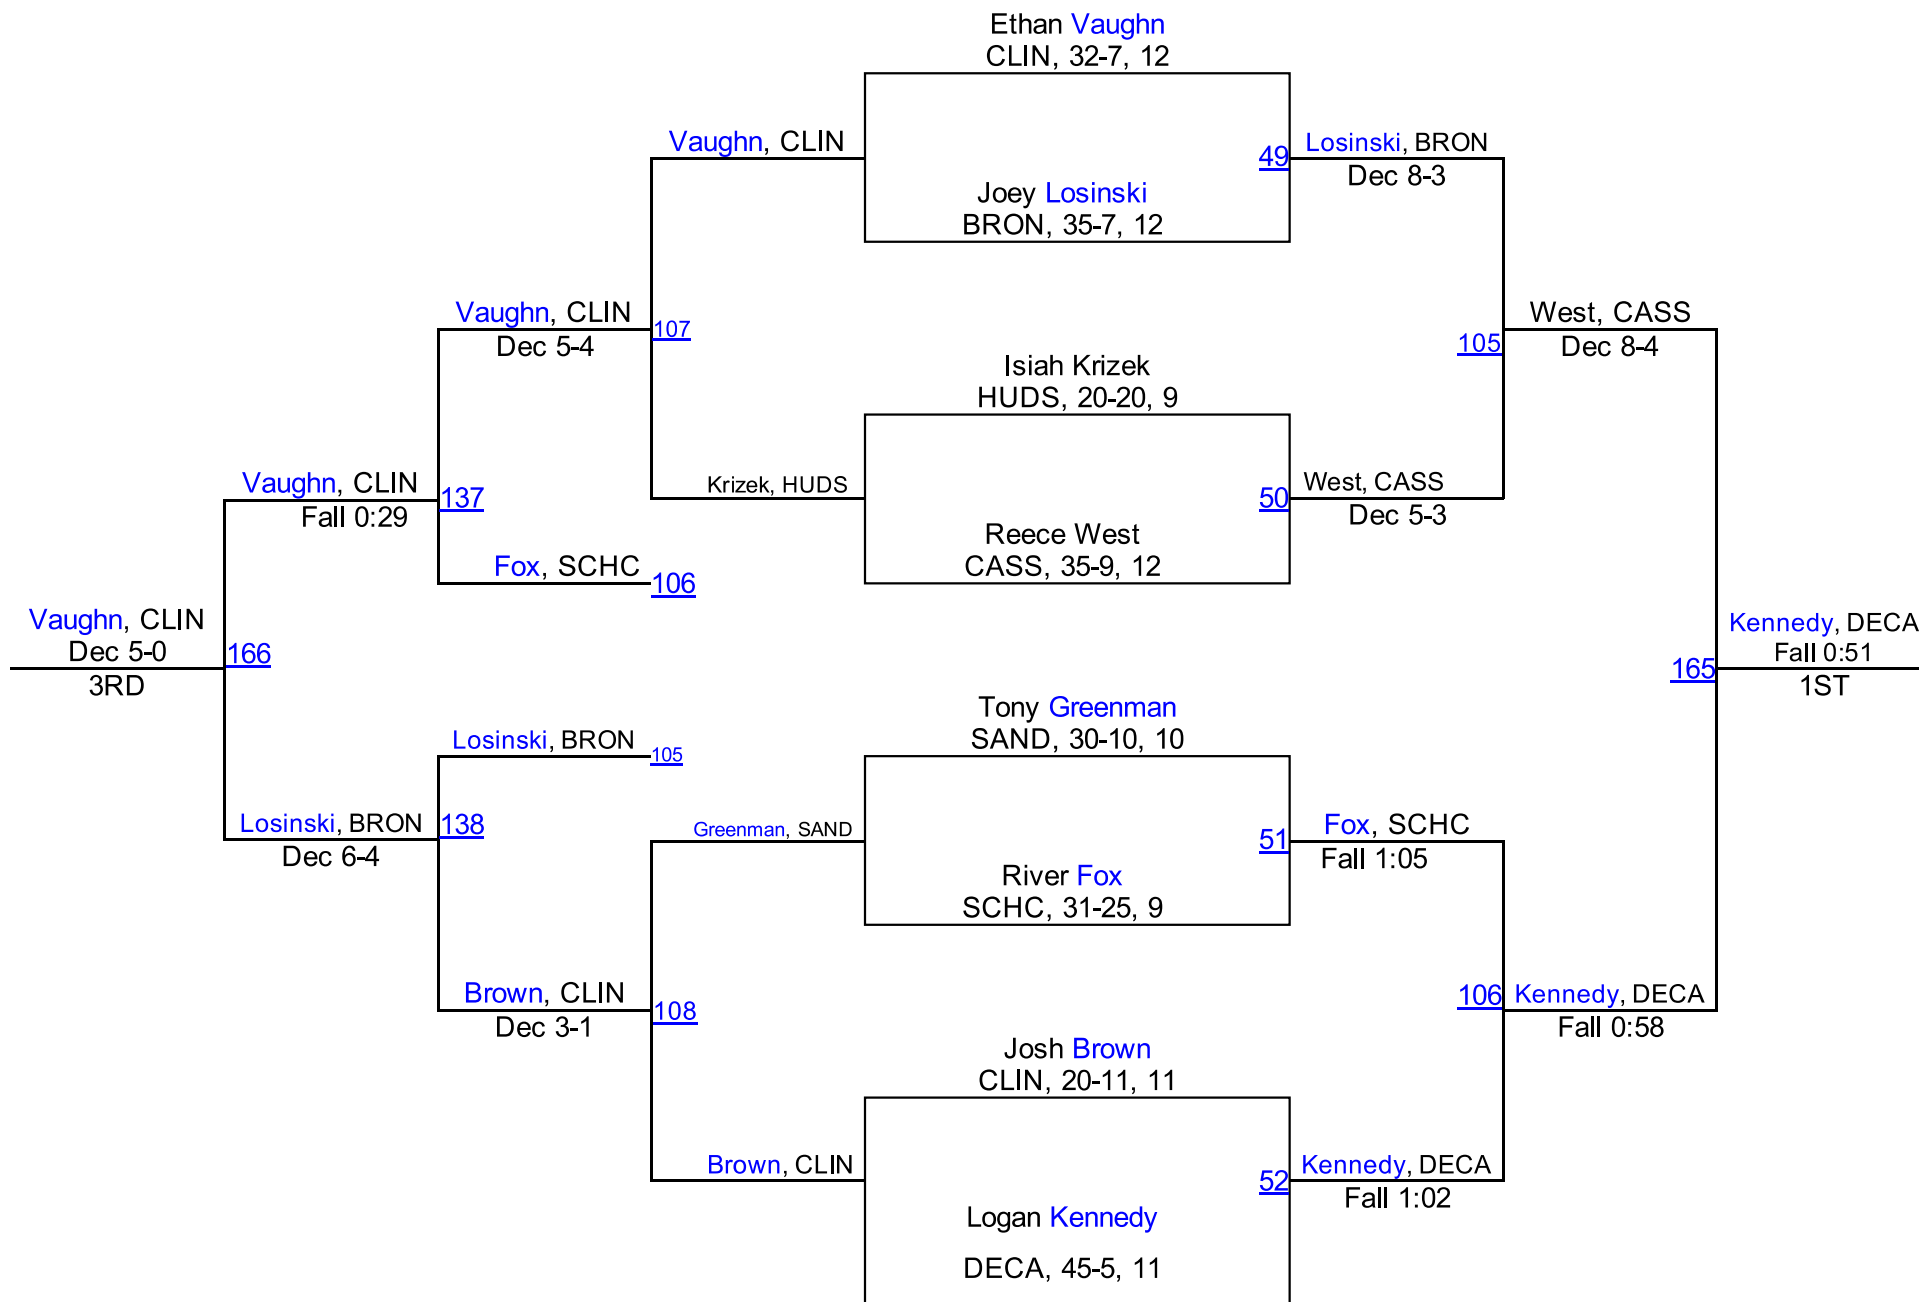 Ethan Vaughn
CLIN, 32-7, 12
Vaughn, CLIN
49
Losinski, BRON
Dec 8-3
Joey Losinski
BRON, 35-7, 12
Vaughn, CLIN
Dec 5-4
107
West, CASS
Dec 8-4
105
Isiah Krizek
HUDS, 20-20, 9
Vaughn, CLIN
Fall 0:29
137
Krizek, HUDS
50
West, CASS
Dec 5-3
Reece West
CASS, 35-9, 12
Fox, SCHC
106
Vaughn, CLIN
Dec 5-0
3RD
166
Kennedy, DECA
Fall 0:51
1ST
165
Tony Greenman
SAND, 30-10, 10
Losinski, BRON
105
Losinski, BRON
Dec 6-4
138
Greenman, SAND
51
Fox, SCHC
Fall 1:05
River Fox
SCHC, 31-25, 9
Brown, CLIN
Dec 3-1
108
106
Kennedy, DECA
Fall 0:58
Josh Brown
CLIN, 20-11, 11
Brown, CLIN
52
Kennedy, DECA
Fall 1:02
Logan Kennedy
DECA, 45-5, 11